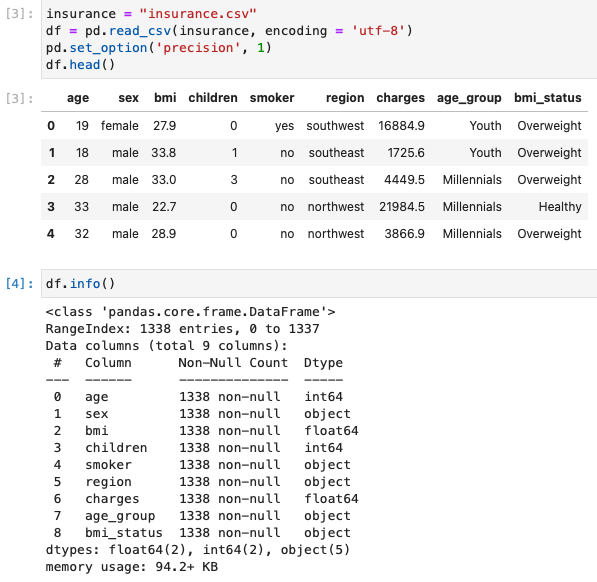 [3]: insurance = "insurance.csv"
df = pd.read_csv(insurance, encoding = 'utf-8')
pd.set_option('precision', 1)
df.head()
[3]: age sex bmi children smoker region charges age_group bmi_status
0 19 female 27.9 0 yes southwest 16884.9 Youth Overweight
1 18 male 33.8 1 no southeast 1725.6 Youth Overweight
2 28 male 33.0 3 no southeast 4449.5 Millennials Overweight
3 33 male 22.7 0 no northwest 21984.5 Millennials Healthy
4 32 male 28.9 0 no northwest 3866.9 Millennials Overweight
[4]: df.info()
<class 'pandas.core.frame.DataFrame'>
RangeIndex: 1338 entries, 0 to 1337
Data columns (total 9 columns):
# Column Non-Null Count Dtype
--- ------ -------------- -----
0 age 1338 non-null int64
1 sex 1338 non-null object
2 bmi 1338 non-null float64
3 children 1338 non-null int64
4 smoker 1338 non-null object
5 region 1338 non-null object
6 charges 1338 non-null float64
7 age_group 1338 non-null object
8 bmi_status 1338 non-null object
dtypes: float64(2), int64(2), object(5)
memory usage: 94.2+ KB